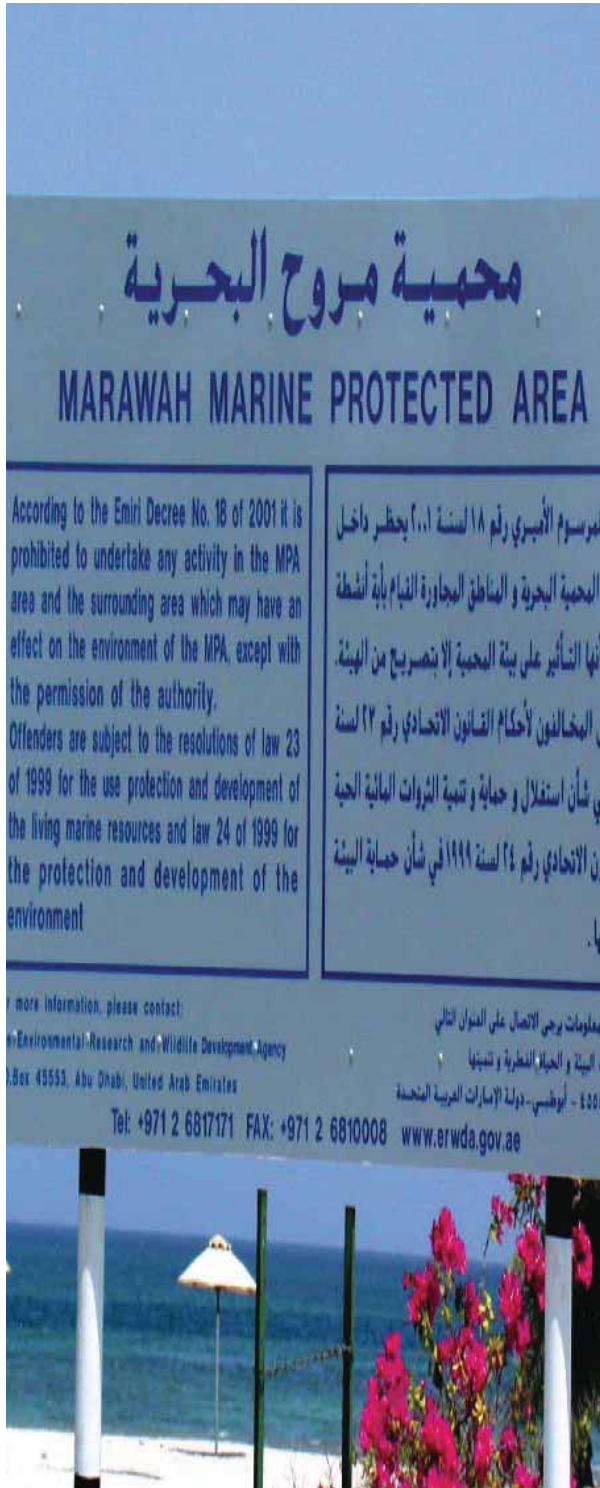 محمية مروح البحرية
MARAWAH MARINE PROTECTED AREA
According to the Emiri Decree No. 18 of 2001 it is
prohibited to undertake any activity in the MPA
area and the surrounding area which may have an
effect on the environment of the MPA, except with
the permission of the authority.
Offenders are subject to the resolutions of law 23
of 1999 for the use protection and development of
the living marine resources and law 24 of 1999 for
the protection and development of the
environment
الأميري رقم ١٨ لسنة ٢٠٠١ يحظر داخل
المحمية البحرية و المناطق المجاورة القيام بأية أنشطة
التأثير على بيئة المحمية إلا بتصريح من الهيئة.
المخالفون لأحكام القانون الاتحادي رقم ٢٣ لسنة
شأن استغلال و حماية و تنمية الثروات المائية الحية
الاتحادي رقم ٢٤ لسنة ١٩٩٩ في شأن حماية البيئة
more information, please contact:
Environmental Research and Wildlife Development Agency
Box 45553, Abu Dhabi, United Arab Emirates
يرجى الاتصال على العنوان التالي
البيئة و الحياة الفطرية و تنميتها
أبوظبي - دولة الإمارات العربية المتحدة
Tel: +971 2 6817171 FAX: +971 2 6810008 www.erwda.gov.ae